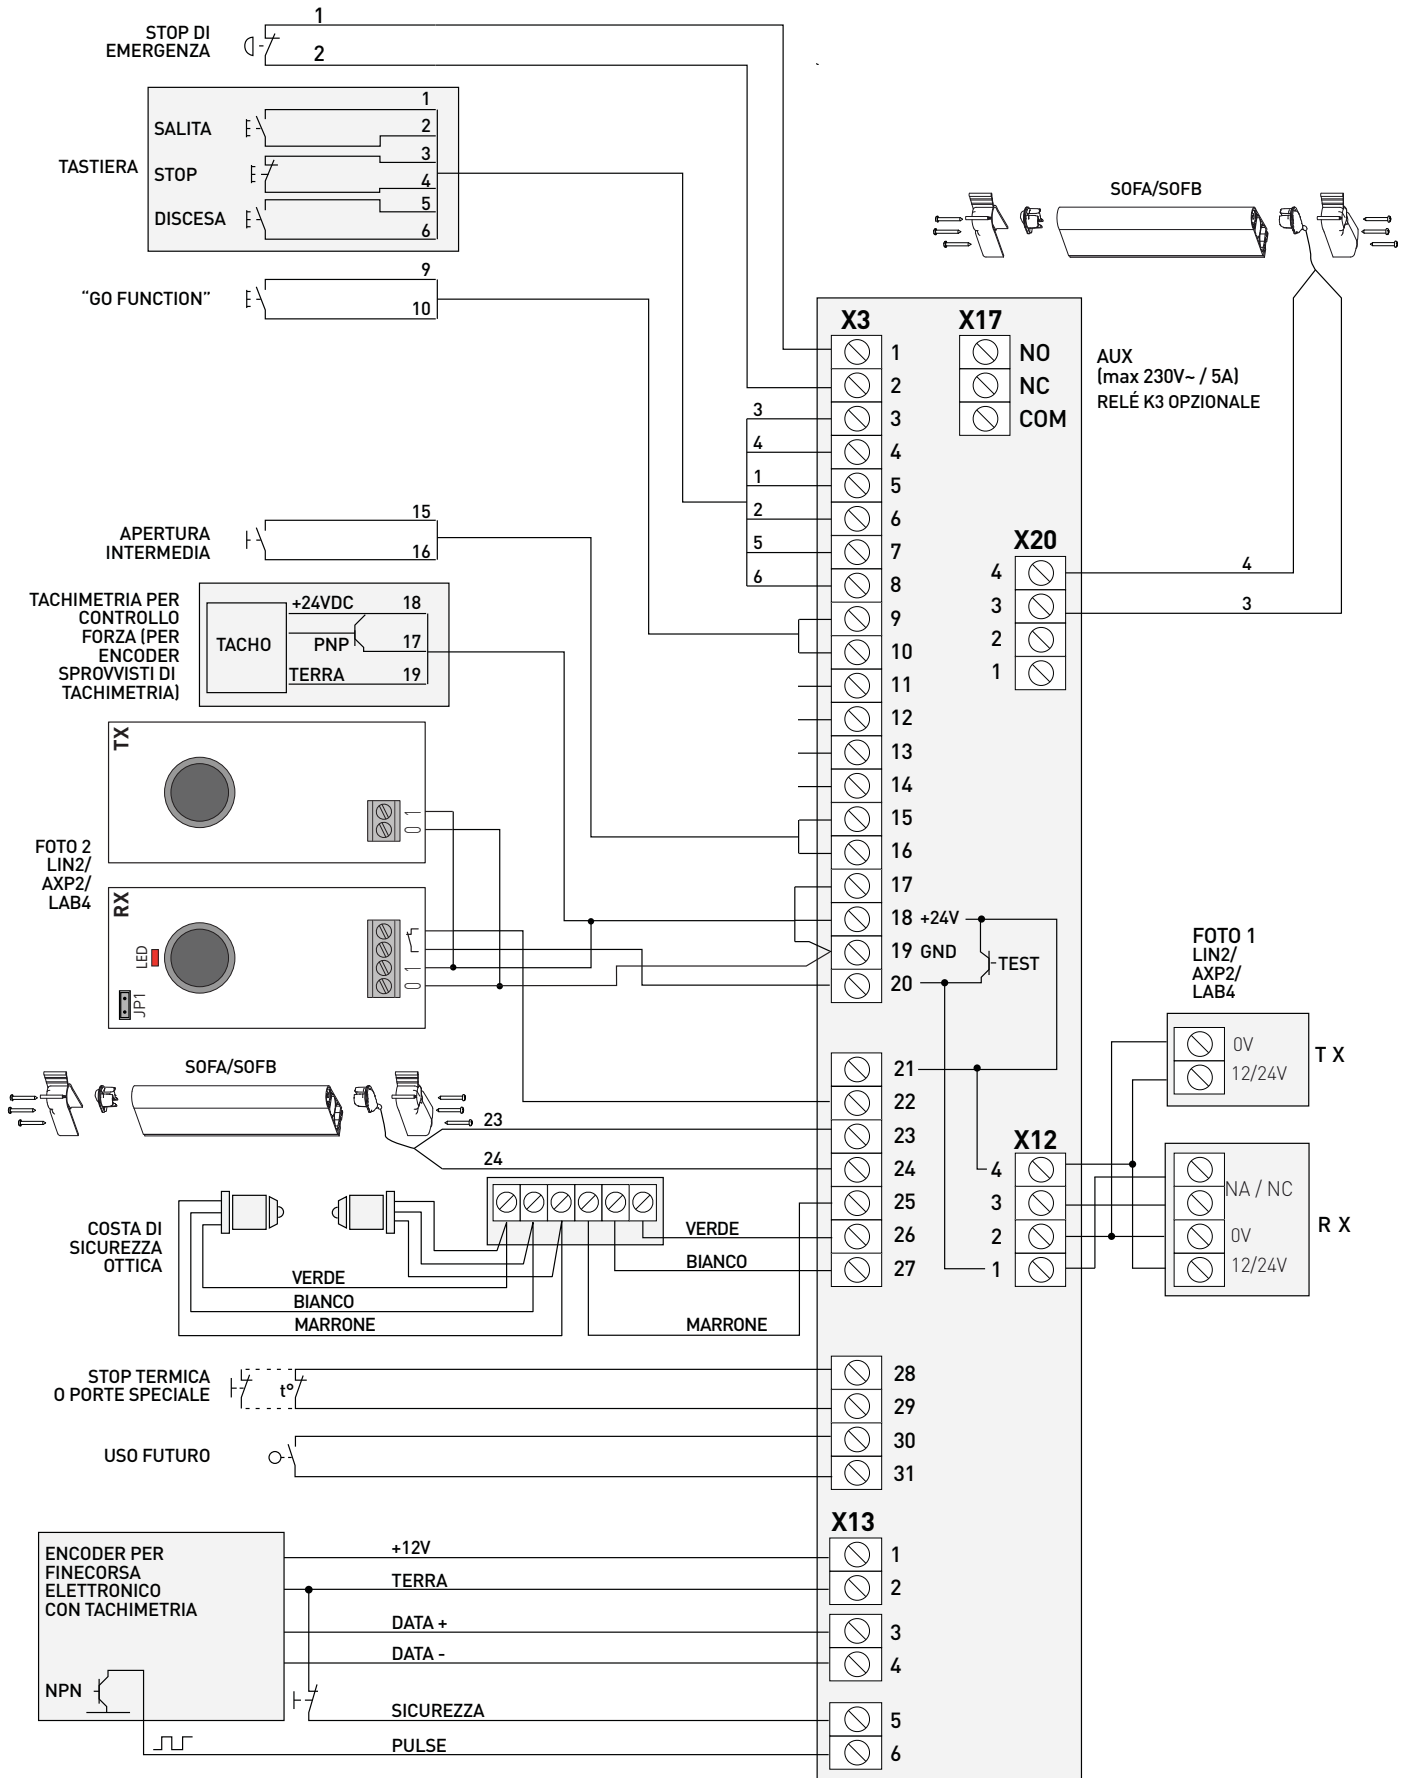 STOP DI
EMERGENZA
1
2
TASTIERA
SALITA
STOP
DISCESA
1
2
3
4
5
6
“GO FUNCTION”
9
10
APERTURA
INTERMEDIA
15
16
TACHIMETRIA PER
CONTROLLO
FORZA (PER
ENCODER
SPROVVISTI DI
TACHIMETRIA)
TACHO
+24VDC
PNP
TERRA
18
17
19
FOTO 2
LIN2/
AXP2/
LAB4
TX
1
0
RX
LED
JP1
1
0
SOFA/SOFB
23
24
COSTA DI
SICUREZZA
OTTICA
VERDE
BIANCO
MARRONE
VERDE
BIANCO
MARRONE
STOP TERMICA
O PORTE SPECIALE
t°
USO FUTURO
ENCODER PER
FINECORSA
ELETTRONICO
CON TACHIMETRIA
NPN
+12V
TERRA
DATA +
DATA -
SICUREZZA
PULSE
3
4
1
2
5
6
X3
1
2
3
4
5
6
7
8
9
10
11
12
13
14
15
16
17
18 +24V
19 GND
20
TEST
21
22
23
24
25
26
27
28
29
30
31
X13
1
2
3
4
5
6
X17
NO
NC
COM
AUX
(max 230V~ / 5A)
RELÉ K3 OPZIONALE
SOFA/SOFB
X20
4
3
2
1
4
3
X12
4
3
2
1
FOTO 1
LIN2/
AXP2/
LAB4
0V
12/24V
T X
NA / NC
0V
12/24V
R X